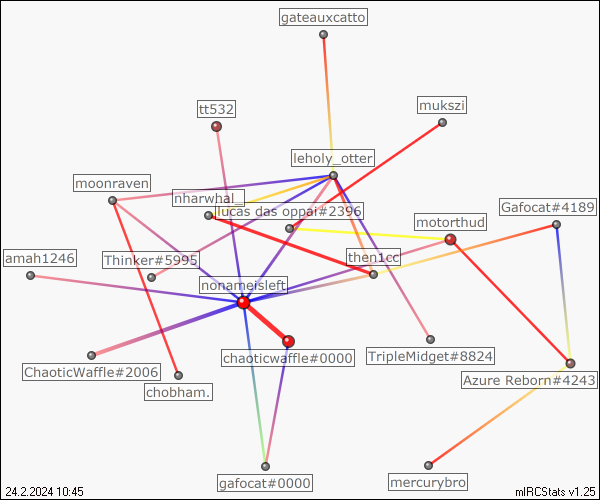 gateauxcatto
tt532
mukszi
leholy_otter
moonraven
nharwhal_
llucas das oppai#2396
Gafocat#4189
motorthud
amah1246
Thinker#5995
then1cc
nonameisleft
chaoticwaffle#0000
TripleMidget#8824
ChaoticWaffle#2006
Azure Reborn#4243
chobham.
gafocat#0000
mercurybro
24.2.2024 10:45
mIRCStats v1.25